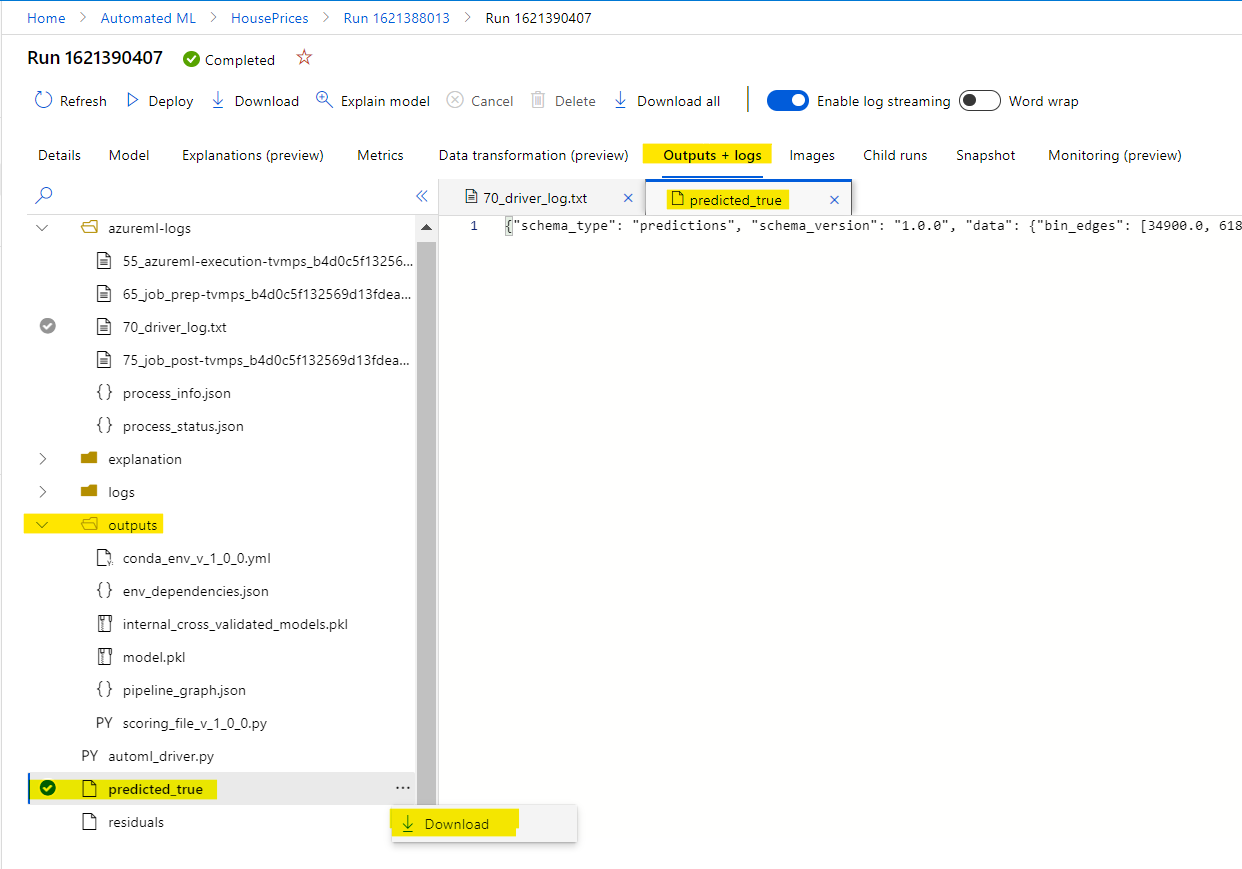 Home > Automated ML > HousePrices > Run 1621388013 > Run 1621390407
Run 1621390407 Completed
Refresh Deploy Download Explain model Cancel Delete Download all Enable log streaming Word wrap
Details Model Explanations (preview) Metrics Data transformation (preview) Outputs + logs Images Child runs Snapshot Monitoring (preview)
70_driver_log.txt predicted_true
1 {"schema_type": "predictions", "schema_version": "1.0.0", "data": {"bin_edges": [34900.0, 618
azureml-logs
55_azureml-execution-tvmps_b4d0c5f13256...
65_job_prep-tvmps_b4d0c5f132569d13fdea...
70_driver_log.txt
75_job_post-tvmps_b4d0c5f132569d13fdea...
{} process_info.json
{} process_status.json
explanation
logs
outputs
conda_env_v_1_0_0.yml
{} env_dependencies.json
internal_cross_validated_models.pkl
model.pkl
{} pipeline_graph.json
PY scoring_file_v_1_0_0.py
PY automl_driver.py
predicted_true ...
Download
residuals